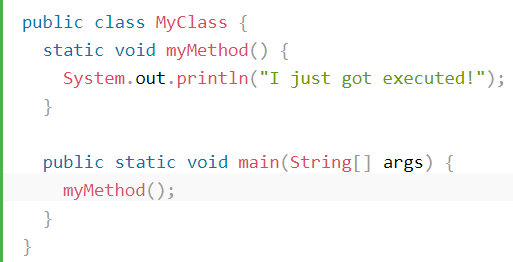 public class MyClass {
  static void myMethod() {
    System.out.println("I just got executed!");
  }

  public static void main(String[] args) {
    myMethod();
  }
}